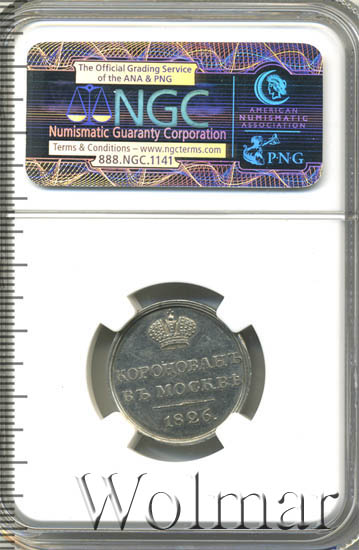 The Official Grading Service
of the ANA & PNG
NGC
Numismatic Guaranty Corporation
Terms & Conditions – www.ngcterms.com
888.NGC.1141
AMERICAN
NUMISMATIC
ASSOCIATION
PNG
КОРОНОВАНЪ
ВЪ МОСКВѢ
1826.
Wolmar